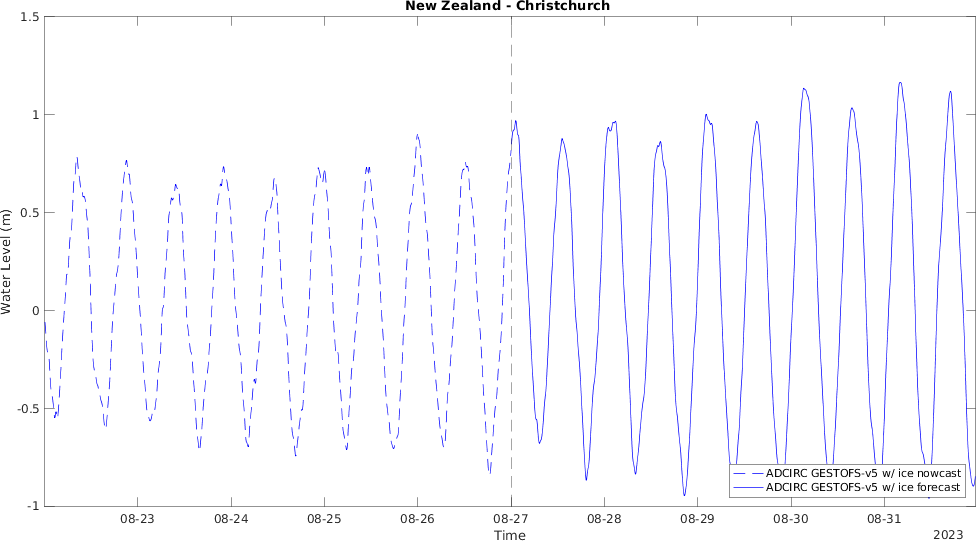 New Zealand - Christchurch
1.5
1
0.5
0
-0.5
-1
Water Level (m)
ADCIRC GESTOFS-v5 w/ ice nowcast
ADCIRC GESTOFS-v5 w/ ice forecast
08-23 08-24 08-25 08-26 08-27 08-28 08-29 08-30 08-31
Time
2023